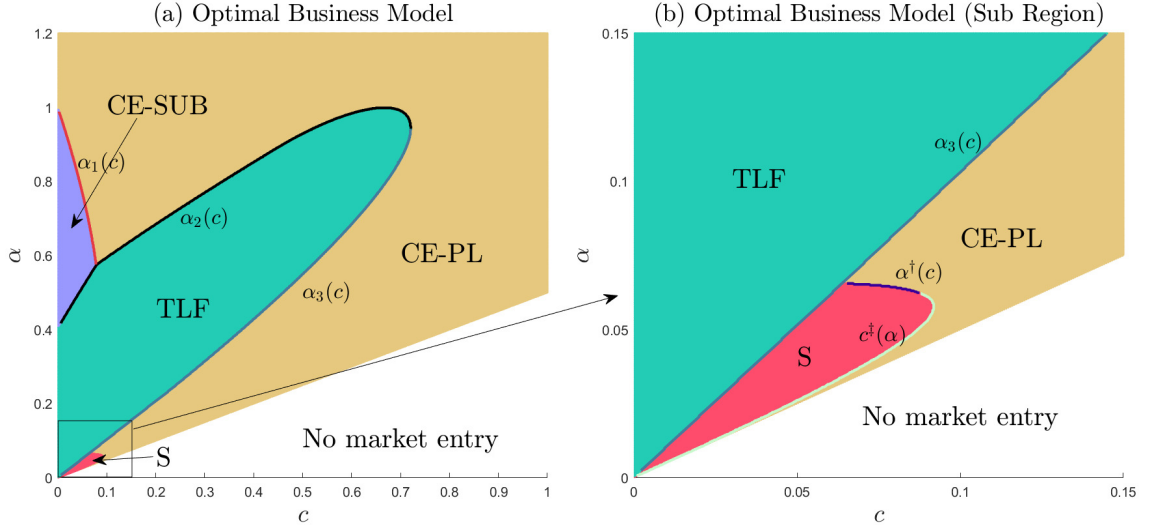 (a) Optimal Business Model
1.2
1
0.8
0.6
0.4
0.2
0
α
CE-SUB
α₁(c)
α₂(c)
TLF
α₃(c)
CE-PL
No market entry
S
0 0.1 0.2 0.3 0.4 0.5 0.6 0.7 0.8 0.9 1
c
(b) Optimal Business Model (Sub Region)
0.15
0.1
0.05
0
α
TLF
α₃(c)
CE-PL
α†(c)
c‡(α)
S
No market entry
0 0.05 0.1 0.15
c